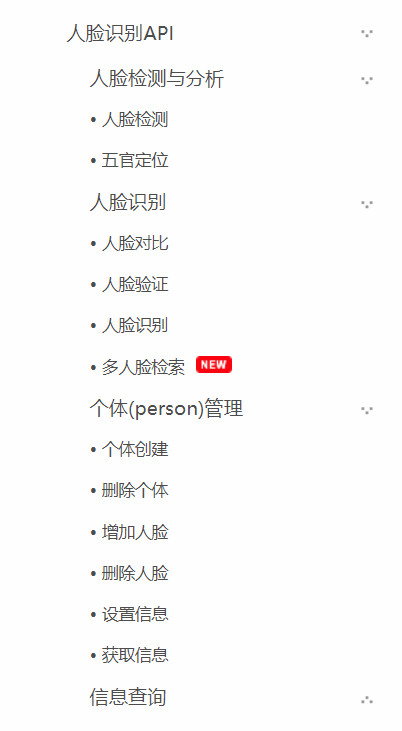 人脸识别API
人脸检测与分析
• 人脸检测
• 五官定位
人脸识别
• 人脸对比
• 人脸验证
• 人脸识别
• 多人脸检索 NEW
个体(person)管理
• 个体创建
• 删除个体
• 增加人脸
• 删除人脸
• 设置信息
• 获取信息
信息查询